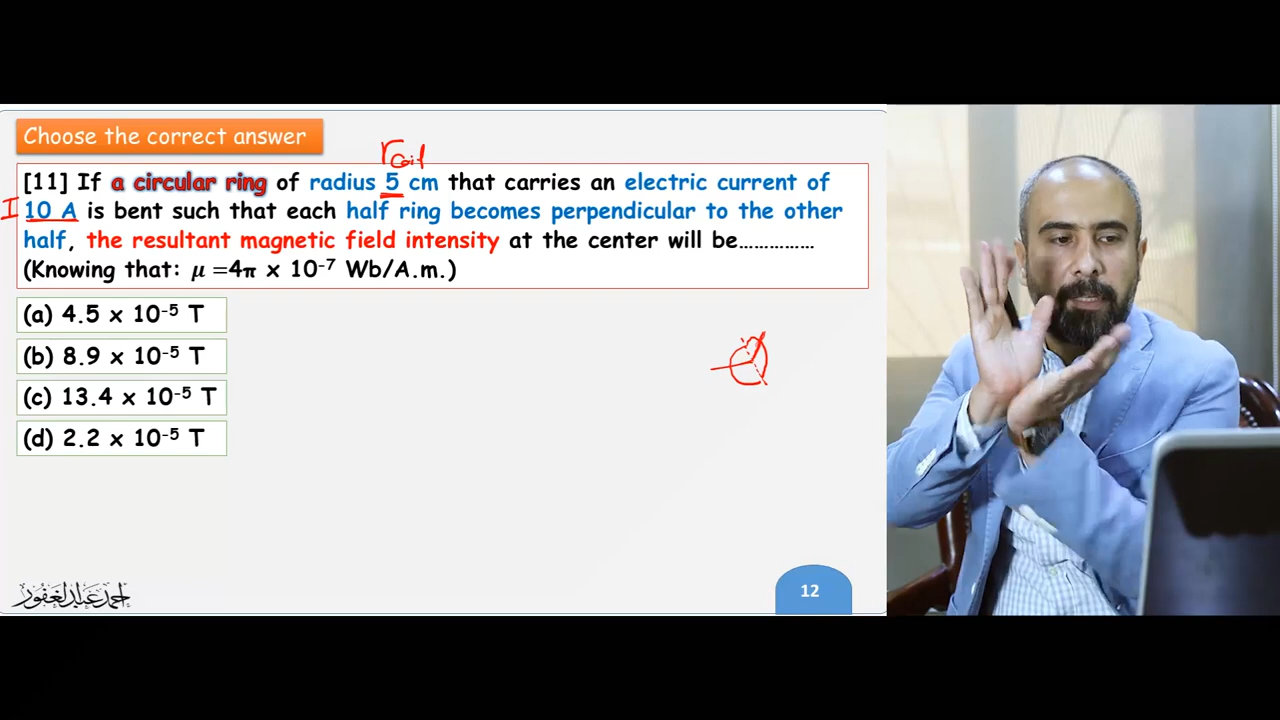 Choose the correct answer
r coil
[11] If a circular ring of radius 5 cm that carries an electric current of
I 10 A is bent such that each half ring becomes perpendicular to the other
half, the resultant magnetic field intensity at the center will be……………
(Knowing that: μ =4π x 10⁻⁷ Wb/A.m.)
(a) 4.5 x 10⁻⁵ T
(b) 8.9 x 10⁻⁵ T
(c) 13.4 x 10⁻⁵ T
(d) 2.2 x 10⁻⁵ T
احمد عبدالغفور
12